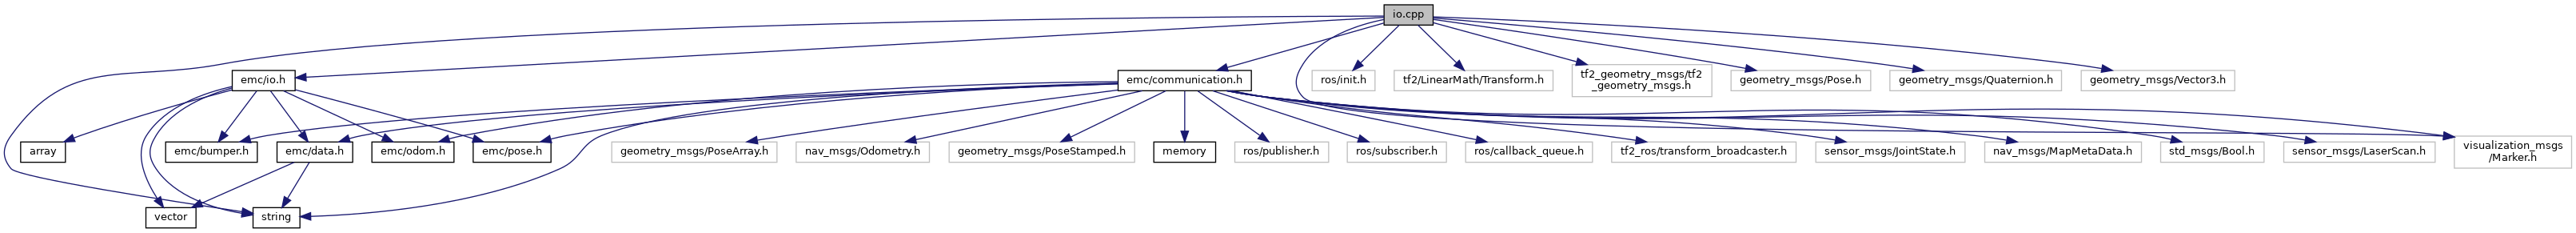 io.cpp
emc/io.h
emc/communication.h
ros/init.h
tf2/LinearMath/Transform.h
tf2_geometry_msgs/tf2
_geometry_msgs.h
geometry_msgs/Pose.h
geometry_msgs/Quaternion.h
geometry_msgs/Vector3.h
array
emc/bumper.h
emc/data.h
emc/odom.h
emc/pose.h
geometry_msgs/PoseArray.h
nav_msgs/Odometry.h
geometry_msgs/PoseStamped.h
memory
ros/publisher.h
ros/subscriber.h
ros/callback_queue.h
tf2_ros/transform_broadcaster.h
sensor_msgs/JointState.h
nav_msgs/MapMetaData.h
std_msgs/Bool.h
sensor_msgs/LaserScan.h
visualization_msgs
/Marker.h
vector
string